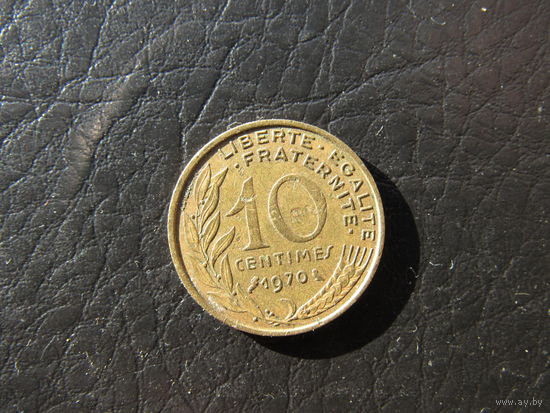 LIBERTE · EGALITE
· FRATERNITE ·
10
CENTIMES
1970
www.ay.by